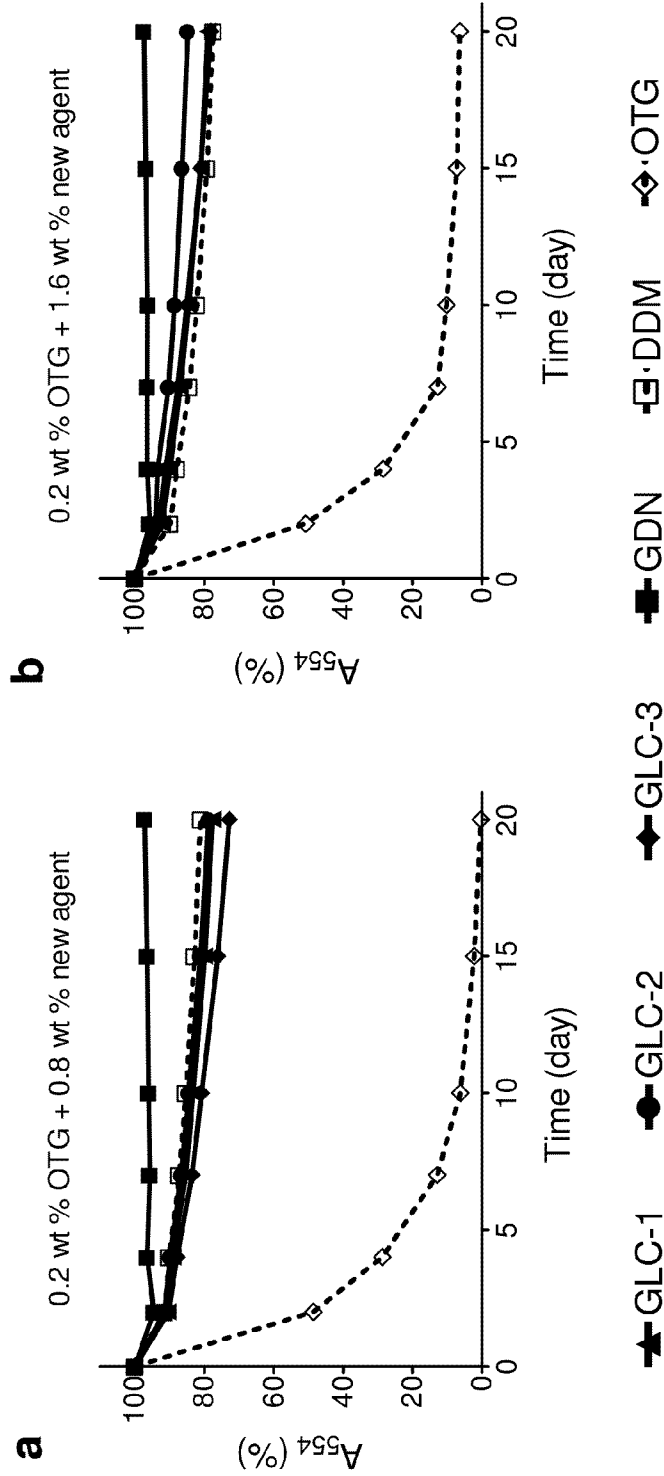 a
0.2 wt % OTG + 0.8 wt % new agent
A554 (%)
100
80
60
40
20
0
0 5 10 15 20
Time (day)
b
0.2 wt % OTG + 1.6 wt % new agent
A554 (%)
100
80
60
40
20
0
0 5 10 15 20
Time (day)
GLC-1 GLC-2 GLC-3 GDN DDM OTG